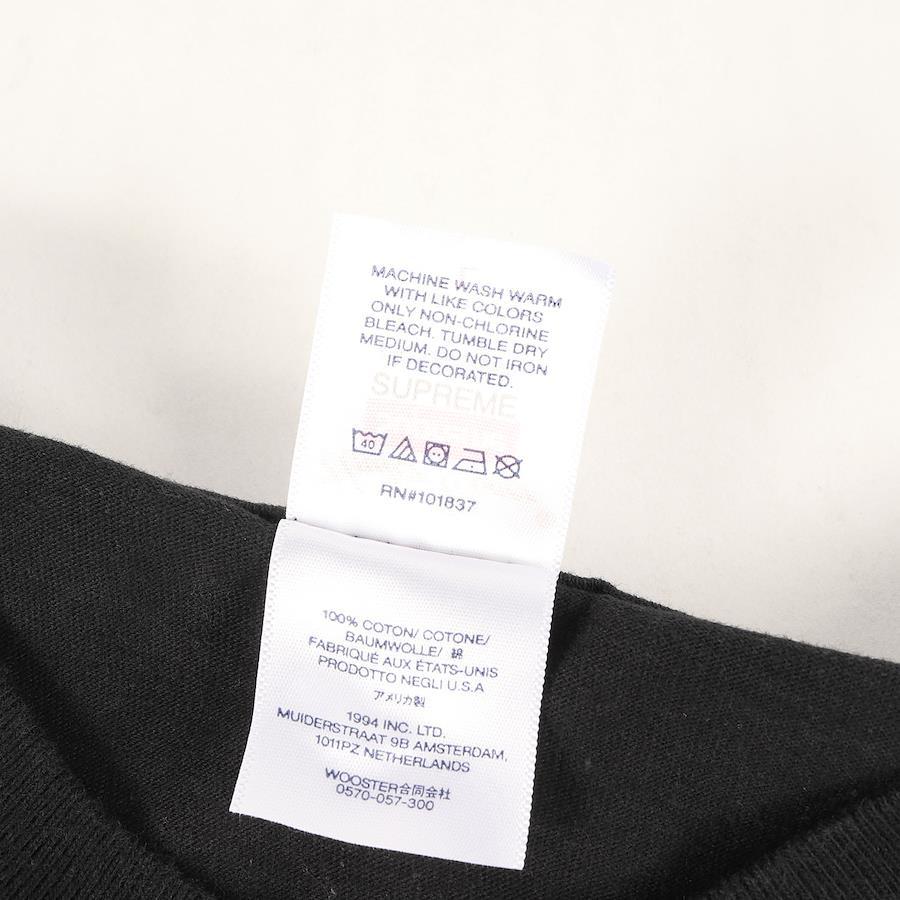 MACHINE WASH WARM
WITH LIKE COLORS
ONLY NON-CHLORINE
BLEACH. TUMBLE DRY
MEDIUM. DO NOT IRON
IF DECORATED.
SUPREME
40
RN#101837
100% COTON/ COTONE/
BAUMWOLLE/ 綿
FABRIQUÉ AUX ÉTATS-UNIS
PRODOTTO NEGLI U.S.A
アメリカ製
1994 INC. LTD.
MUIDERSTRAAT 9B AMSTERDAM,
1011PZ NETHERLANDS
WOOSTER合同会社
0570-057-300